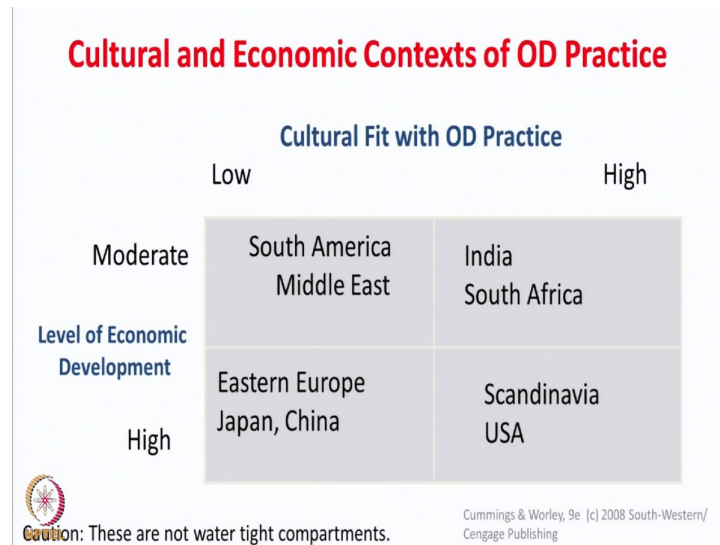 Cultural and Economic Contexts of OD Practice
Cultural Fit with OD Practice
Low High
Moderate
South America
Middle East
India
South Africa
Level of Economic
Development
High
Eastern Europe
Japan, China
Scandinavia
USA
NPTEL
Caution: These are not water tight compartments.
Cummings & Worley, 9e (c) 2008 South-Western/
Cengage Publishing